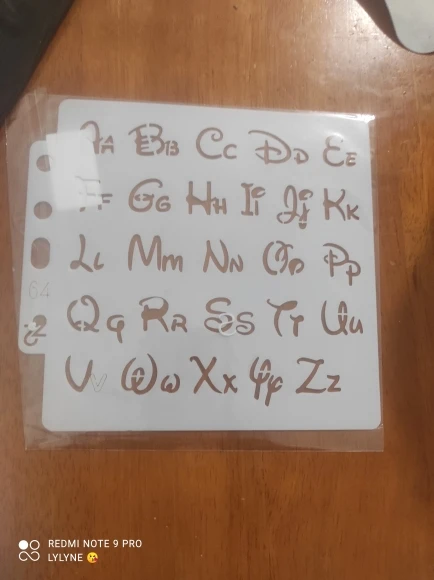 Aa Bb Cc Dd Ee
Ff Gg Hh Ii Jj Kk
Ll Mm Nn Oo Pp
64
Qq Rr Ss Tt Uu
Vv Ww Xx Yy Zz
REDMI NOTE 9 PRO
LYLYNE 😘